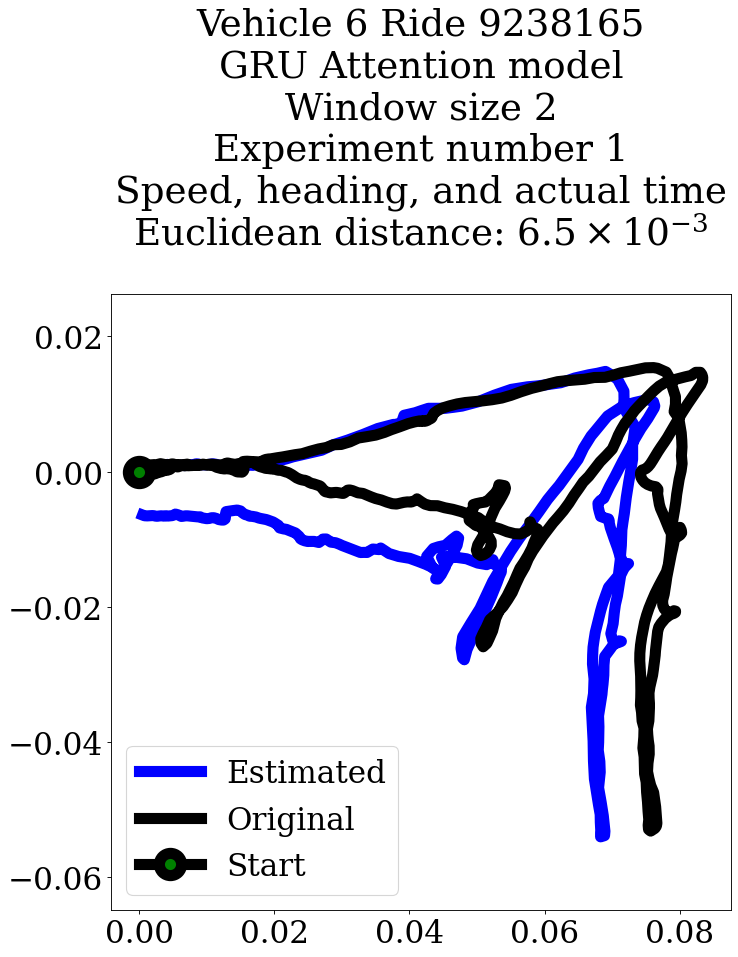 Vehicle 6 Ride 9238165
GRU Attention model
Window size 2
Experiment number 1
Speed, heading, and actual time
Euclidean distance: 6.5 × 10⁻³
0.02
0.00
−0.02
−0.04
−0.06
Estimated
Original
Start
0.00 0.02 0.04 0.06 0.08